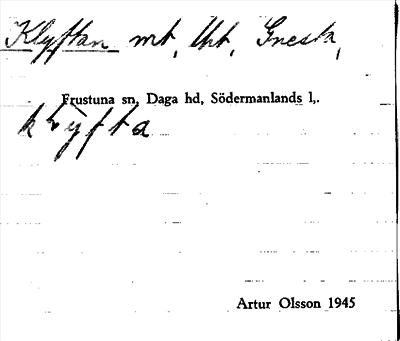 Klyftan mt, lht, Gnesta,
Frustuna sn, Daga hd, Södermanlands l,.
klyfta
Artur Olsson 1945